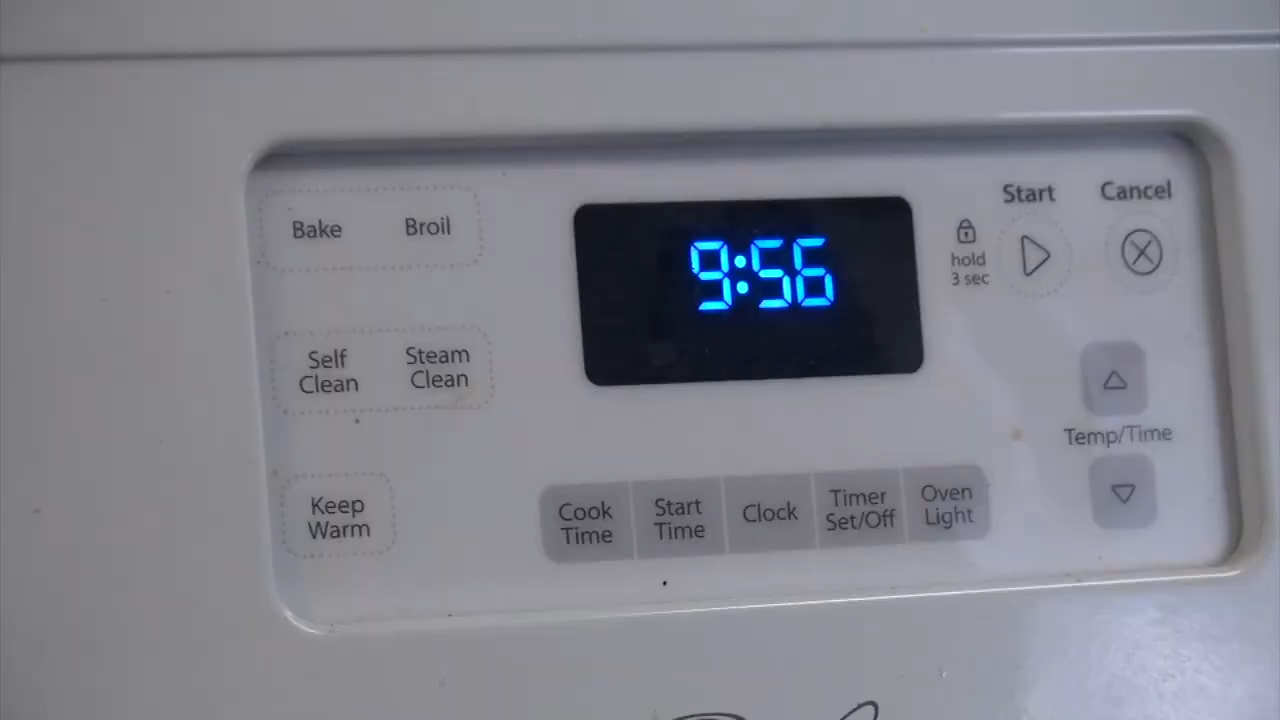 Bake Broil
9:56
Start Cancel
hold
3 sec
Self
Clean
Steam
Clean
Temp/Time
Keep
Warm
Cook
Time
Start
Time
Clock
Timer
Set/Off
Oven
Light